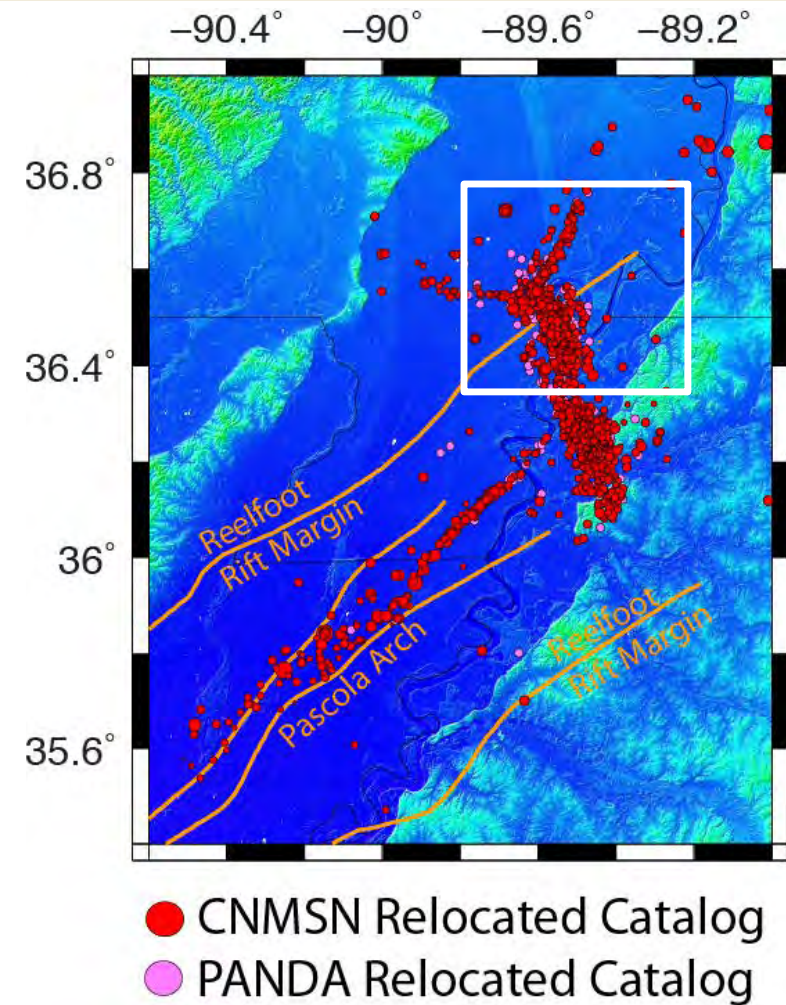 −90.4° −90° −89.6° −89.2°
36.8°
36.4°
36°
35.6°
Reelfoot
Rift Margin
Pascola Arch
Reelfoot
Rift Margin
CNMSN Relocated Catalog
PANDA Relocated Catalog